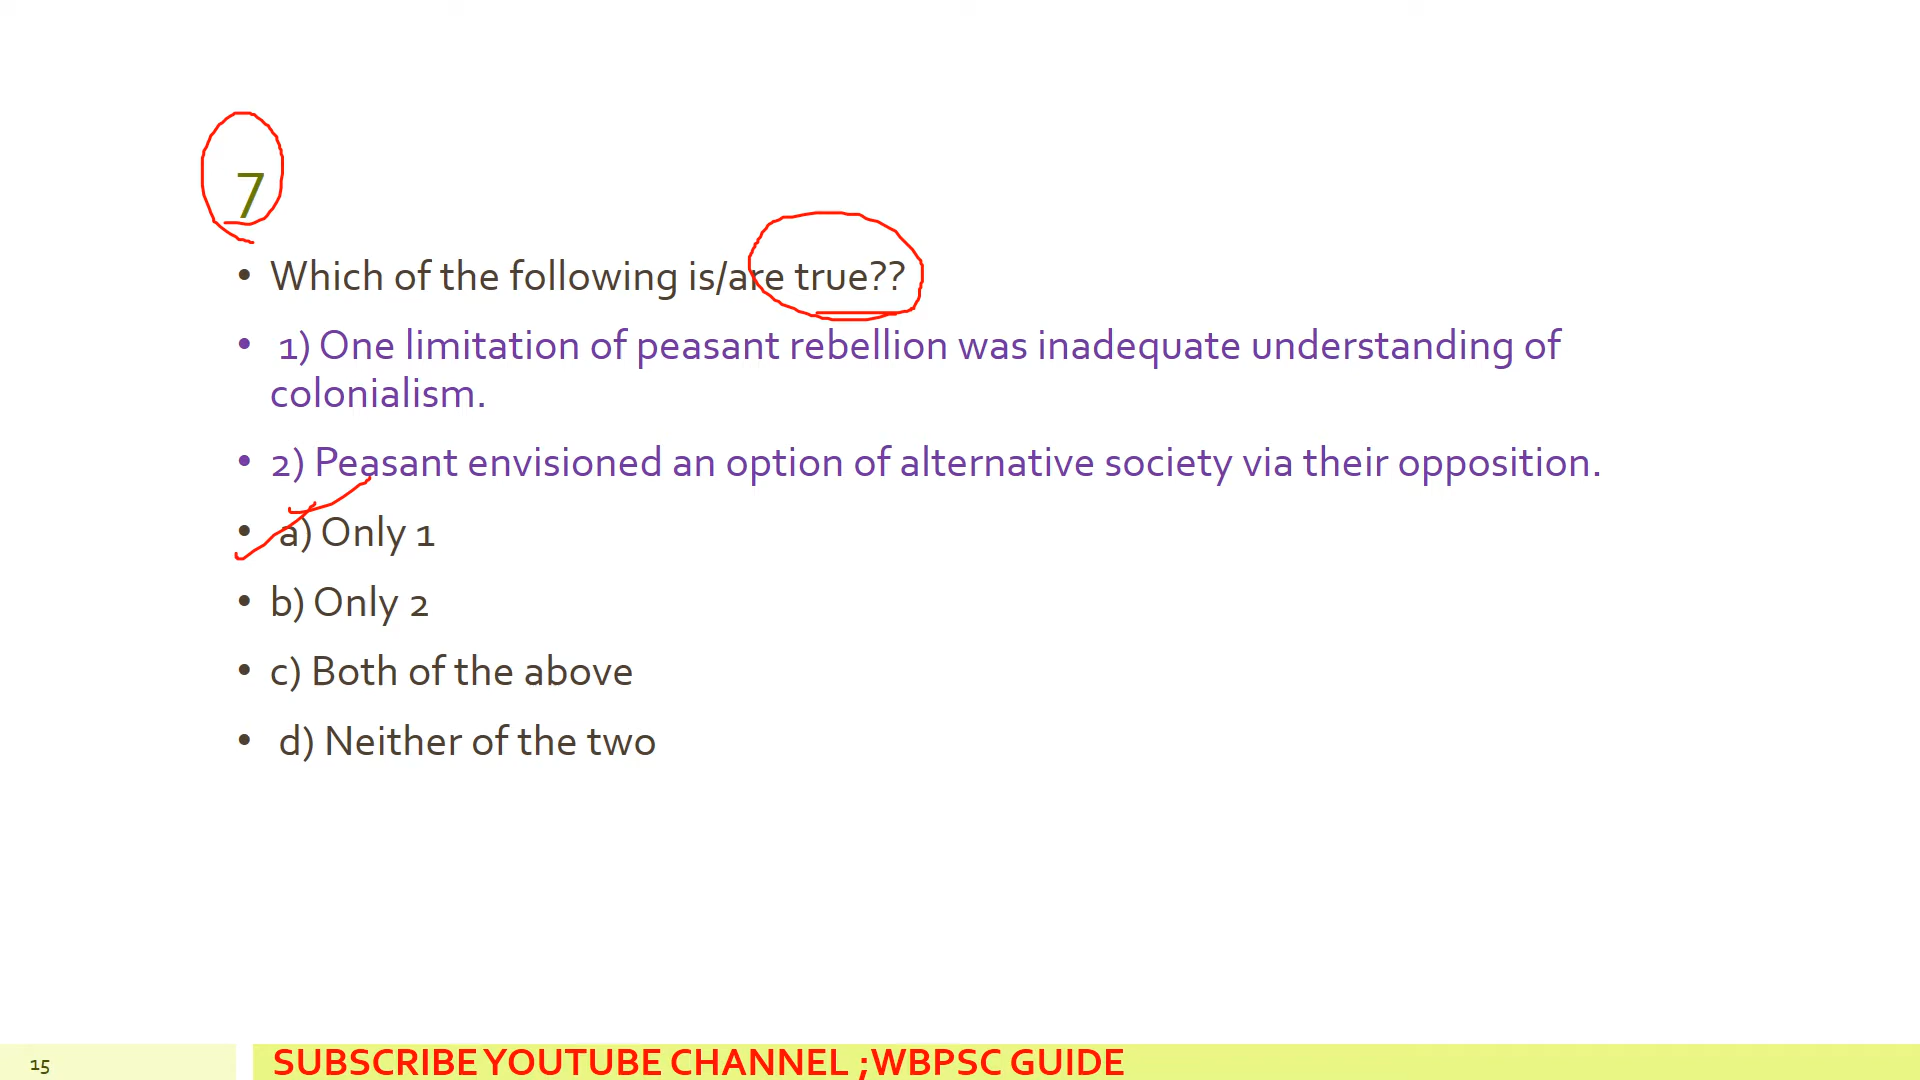 7
• Which of the following is/are true??
• 1) One limitation of peasant rebellion was inadequate understanding of
colonialism.
• 2) Peasant envisioned an option of alternative society via their opposition.
• a) Only 1
• b) Only 2
• c) Both of the above
• d) Neither of the two
15
SUBSCRIBE YOUTUBE CHANNEL ;WBPSC GUIDE